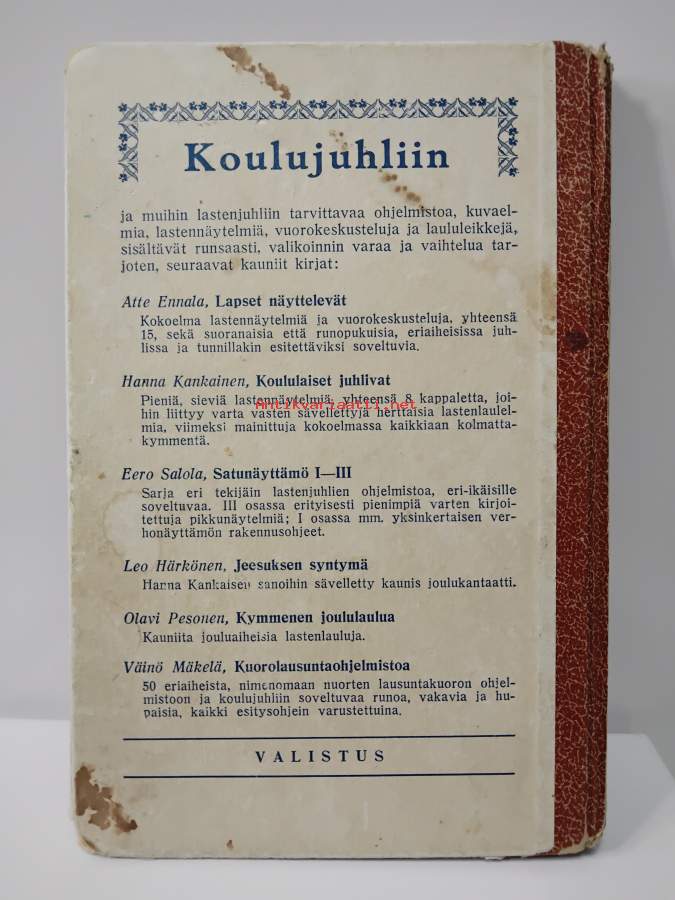 Koulujuhliin
ja muihin lastenjuhliin tarvittavaa ohjelmistoa, kuvael-
mia, lastennäytelmiä, vuorokeskusteluja ja laululeikkejä,
sisältävät runsaasti, valikoinnin varaa ja vaihtelua tar-
joten, seuraavat kauniit kirjat:
Atte Ennala, Lapset näyttelevät
Kokoelma lastennäytelmiä ja vuorokeskusteluja, yhteensä
15, sekä suoranaisia että runopukuisia, eriaiheisissa juh-
lissa ja tunnillakin esitettäviksi soveltuvia.
Hanna Kankainen, Koululaiset juhlivat
Pieniä, sieviä lastennäytelmiä, yhteensä 8 kappaletta, joi-
Antikvariaatti.net
hin liittyy varta vasten sävellettyjä herttaisia lastenlaulel-
mia, viimeksi mainittuja kokoelmassa kaikkiaan kolmatta-
kymmentä.
Eero Salola, Satunäyttämö I—III
Sarja eri tekijäin lastenjuhlien ohjelmistoa, eri-ikäisille
soveltuvaa. III osassa erityisesti pienimpiä varten kirjoi-
tettuja pikkunäytelmiä; I osassa mm. yksinkertaisen ver-
honäyttämön rakennusohjeet.
Leo Härkönen, Jeesuksen syntymä
Hanna Kankaisen sanoihin sävelletty kaunis joulukantaatti.
Olavi Pesonen, Kymmenen joululaulua
Kauniita jouluaiheisia lastenlauluja.
Väinö Mäkelä, Kuorolausuntaohjelmistoa
50 eriaiheista, nimenomaan nuorten lausuntakuoron ohjel-
mistoon ja koulujuhliin soveltuvaa runoa, vakavia ja hu-
paisia, kaikki esitysohjein varustettuina.
VALISTUS